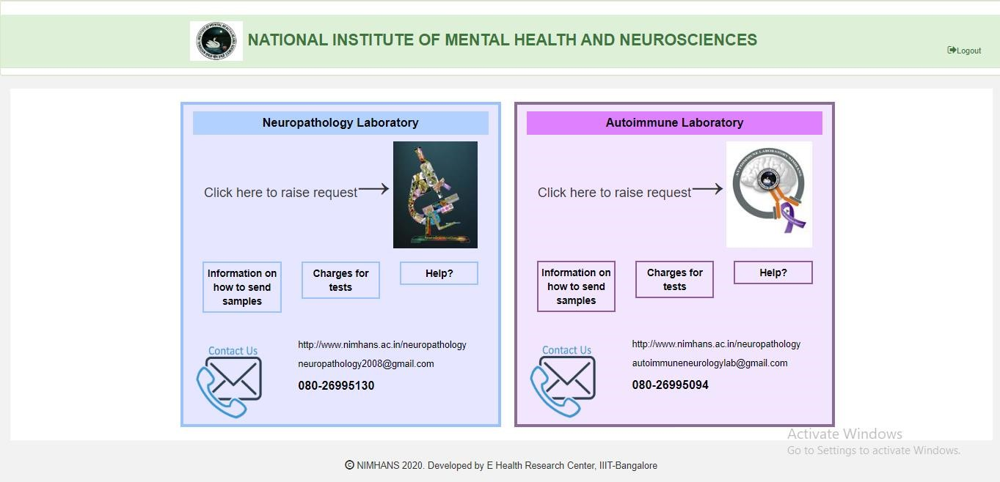 NATIONAL INSTITUTE OF MENTAL HEALTH AND NEUROSCIENCES
Logout
Neuropathology Laboratory
Click here to raise request
Information on
how to send
samples
Charges for
tests
Help?
Contact Us
http://www.nimhans.ac.in/neuropathology
neuropathology2008@gmail.com
080-26995130
Autoimmune Laboratory
Click here to raise request
AUTOIMMUNE LABORATORY NIMHANS
Information on
how to send
samples
Charges for
tests
Help?
Contact Us
http://www.nimhans.ac.in/neuropathology
autoimmuneneurologylab@gmail.com
080-26995094
Activate Windows
Go to Settings to activate Windows.
© NIMHANS 2020. Developed by E Health Research Center, IIIT-Bangalore